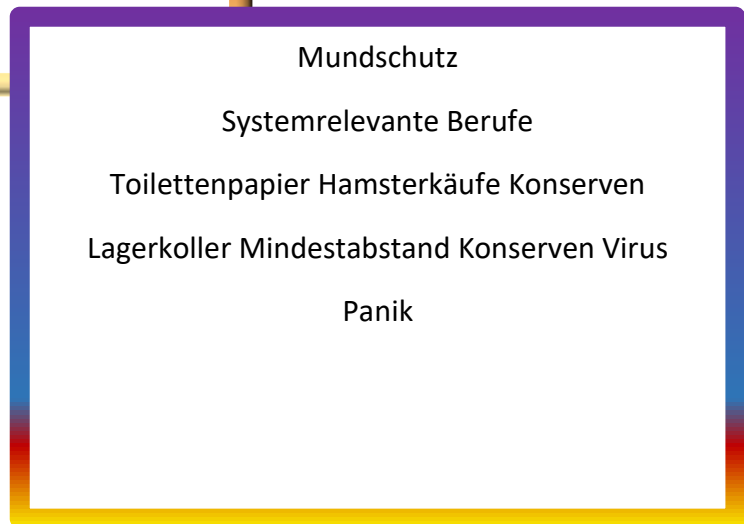 Mundschutz
Systemrelevante Berufe
Toilettenpapier Hamsterkäufe Konserven
Lagerkoller Mindestabstand Konserven Virus
Panik